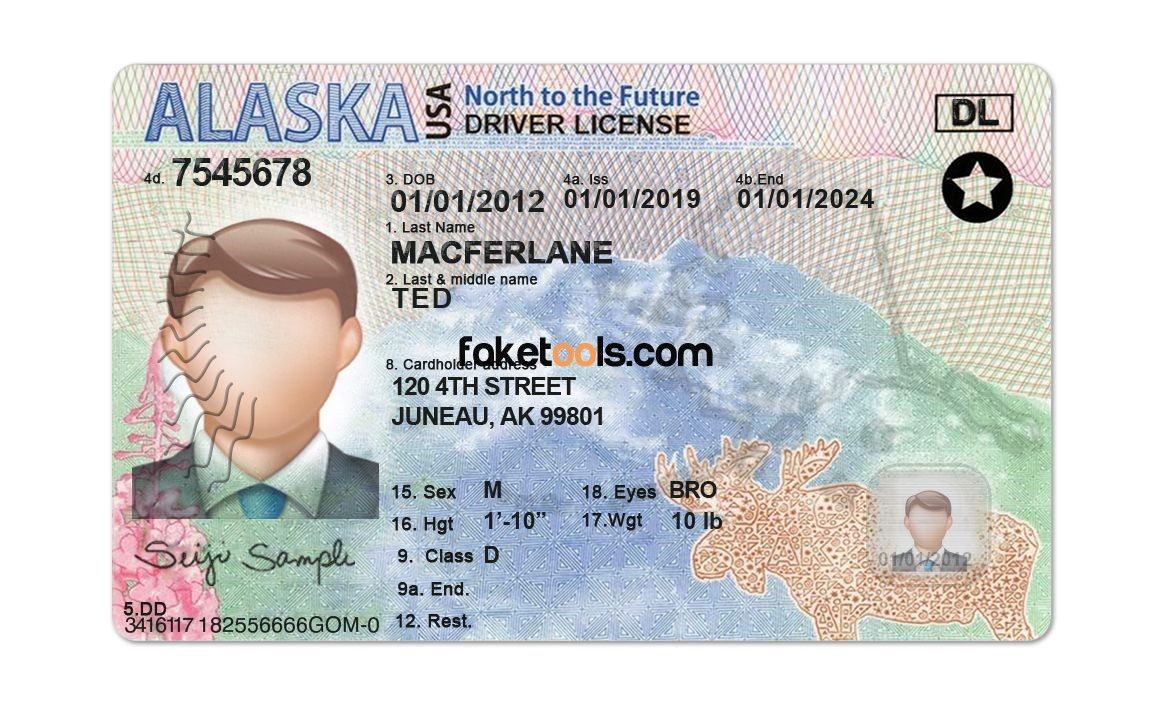 ALASKA USA North to the Future
DRIVER LICENSE
DL
4d. 7545678
3. DOB
01/01/2012
4a. Iss
01/01/2019
4b.End
01/01/2024
1. Last Name
MACFERLANE
2. Last & middle name
TED
faketools.com
8. Cardholder address
120 4TH STREET
JUNEAU, AK 99801
15. Sex M 18. Eyes BRO
16. Hgt 1'-10” 17.Wgt 10 lb
9. Class D
9a. End.
12. Rest.
01/01/2012
Seiji Sample
5.DD
3416117 182556666GOM-0